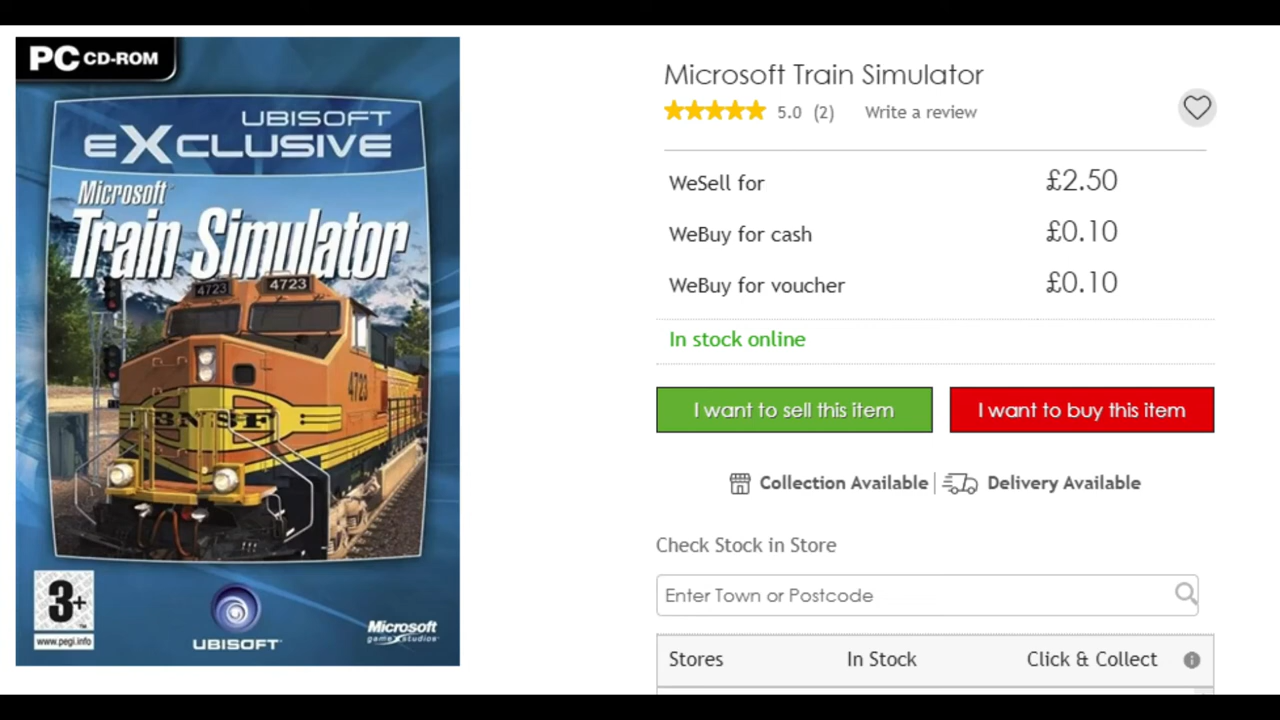 PC CD-ROM
UBISOFT
eXCLUSIVE
Microsoft
Train Simulator
4723
4723
4723
BNSF
3+
www.pegi.info
UBISOFT
Microsoft
game studios
Microsoft Train Simulator
5.0 (2) Write a review
WeSell for £2.50
WeBuy for cash £0.10
WeBuy for voucher £0.10
In stock online
I want to sell this item I want to buy this item
Collection Available Delivery Available
Check Stock in Store
Enter Town or Postcode
Stores In Stock Click & Collect i